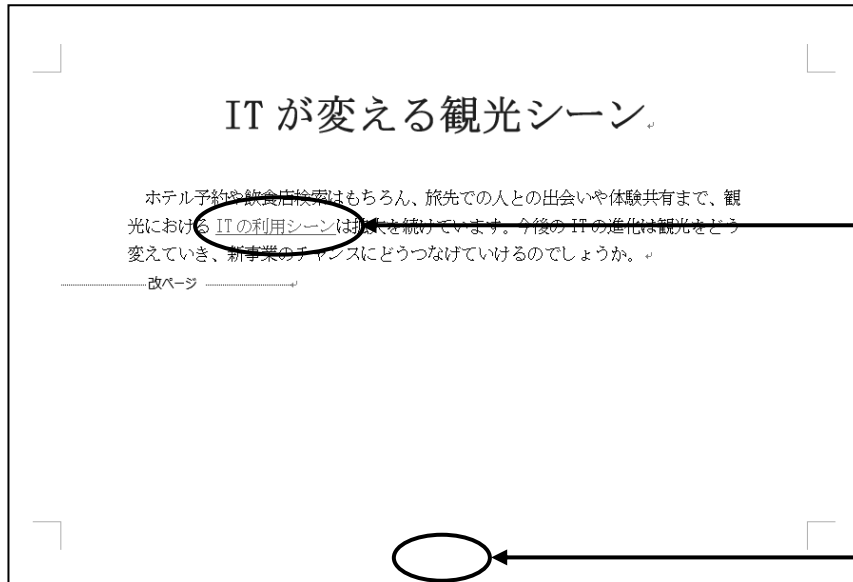 ITが変える観光シーン
ホテル予約や飲食店検索はもちろん、旅先での人との出会いや体験共有まで、観
光におけるITの利用シーンは拡大を続けています。今後のITの進化は観光をどう
変えていき、新事業のチャンスにどうつなげていけるのでしょうか。
改ページ